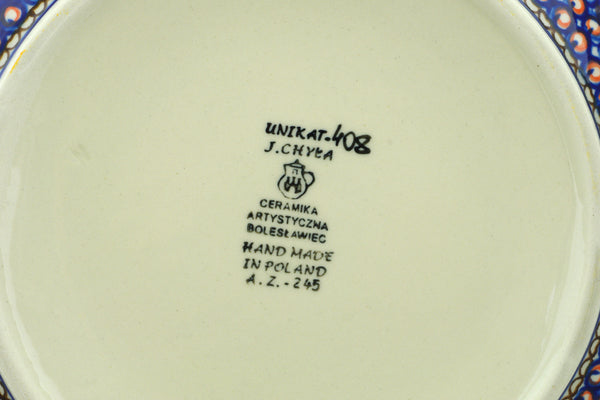 UNIKAT-408
J.CHYŁA
CERAMIKA
ARTYSTYCZNA
BOLESŁAWIEC
HAND MADE
IN POLAND
A.Z.-245